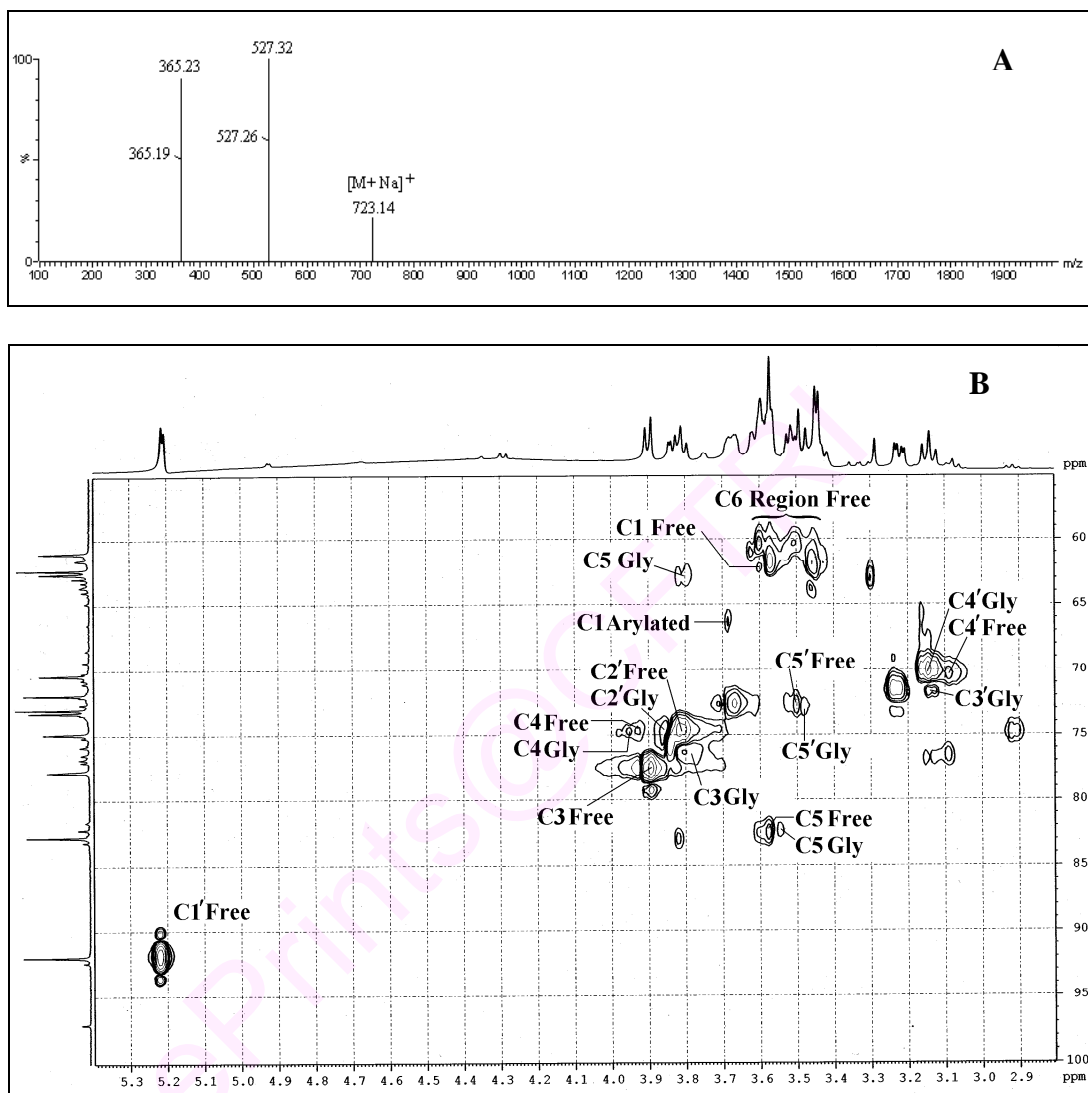 A
100
%
0
365.23
365.19
527.32
527.26
[M+Na]+
723.14
100 200 300 400 500 600 700 800 900 1000 1100 1200 1300 1400 1500 1600 1700 1800 1900 m/z
B
ppm
C6 Region Free
C1 Free
C5 Gly
C1 Arylated
C4′Gly
C4′Free
C2′Free
C5′Free
C2′Gly
C3′Gly
C4 Free
C4 Gly
C5′Gly
C3 Gly
C3 Free
C5 Free
C5 Gly
C1′Free
60
65
70
75
80
85
90
95
100
5.3 5.2 5.1 5.0 4.9 4.8 4.7 4.6 4.5 4.4 4.3 4.2 4.1 4.0 3.9 3.8 3.7 3.6 3.5 3.4 3.3 3.2 3.1 3.0 2.9 ppm
ePrints@CFTRI